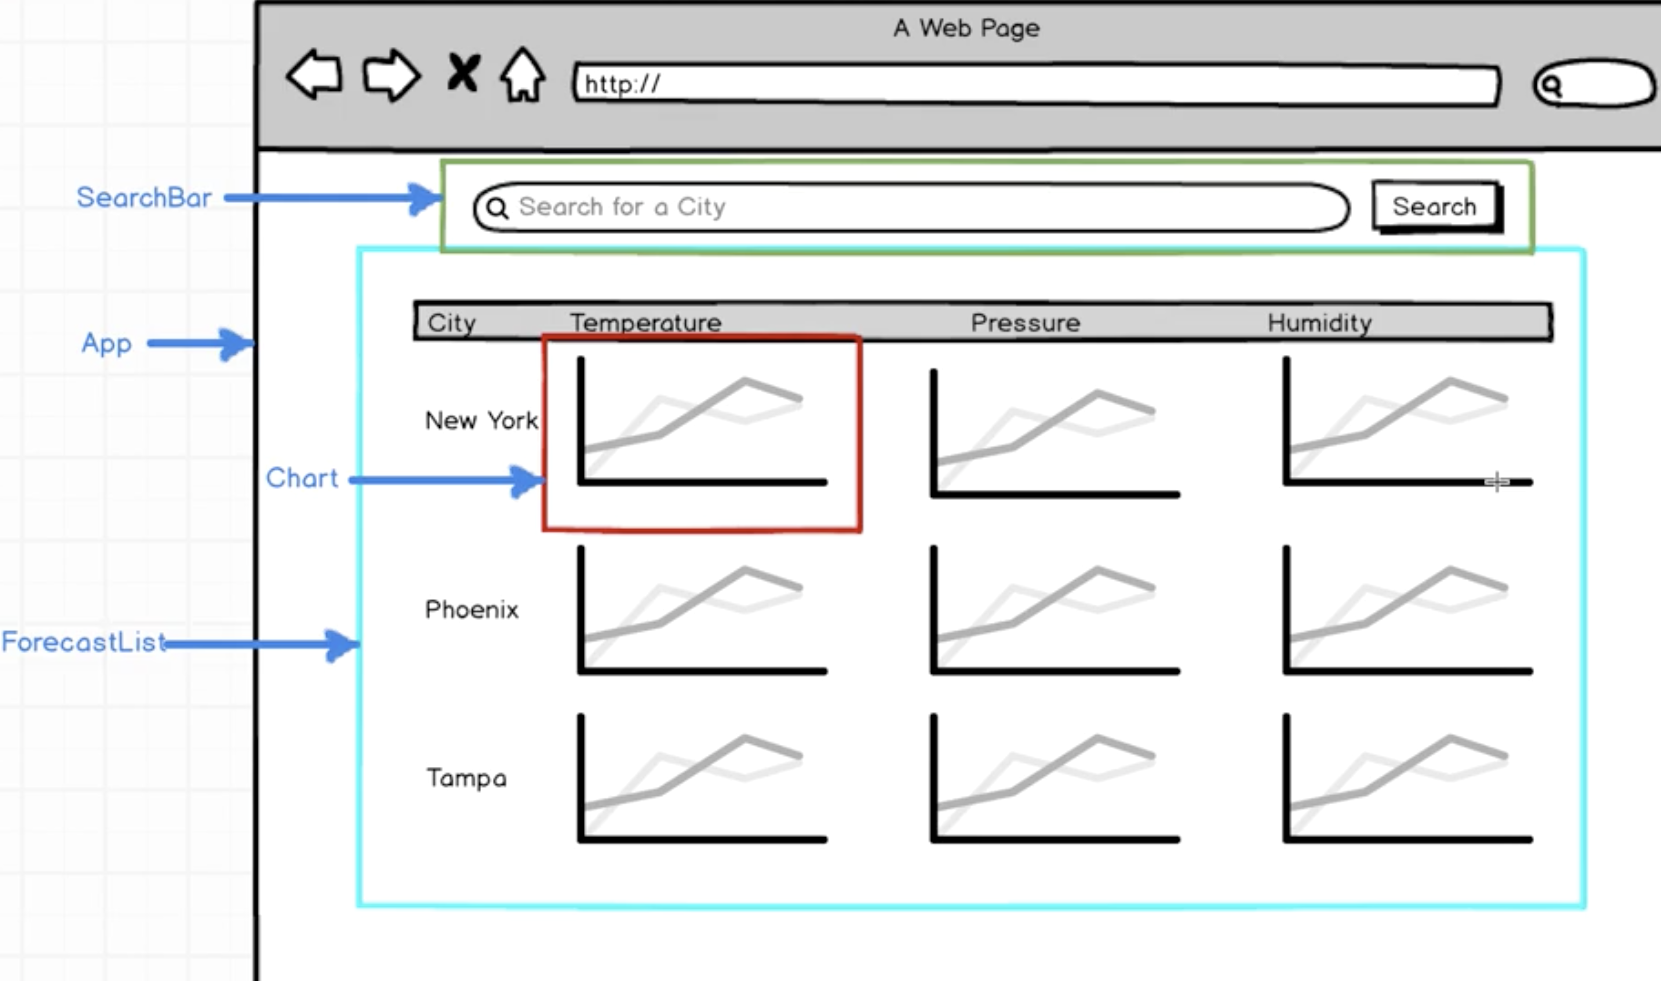 A Web Page
http://
SearchBar
Search for a City
Search
City Temperature Pressure Humidity
App
New York
Chart
Phoenix
ForecastList
Tampa